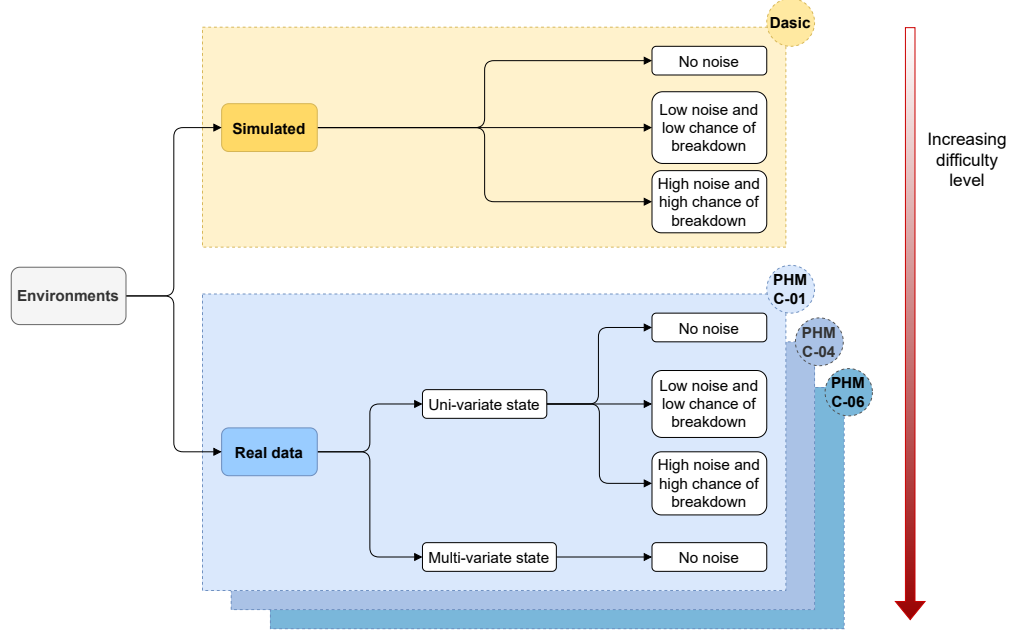 Dasic
No noise
Simulated
Low noise and
low chance of
breakdown
High noise and
high chance of
breakdown
Increasing
difficulty
level
Environments
PHM
C-01
PHM
C-04
PHM
C-06
No noise
Uni-variate state
Low noise and
low chance of
breakdown
Real data
High noise and
high chance of
breakdown
Multi-variate state
No noise